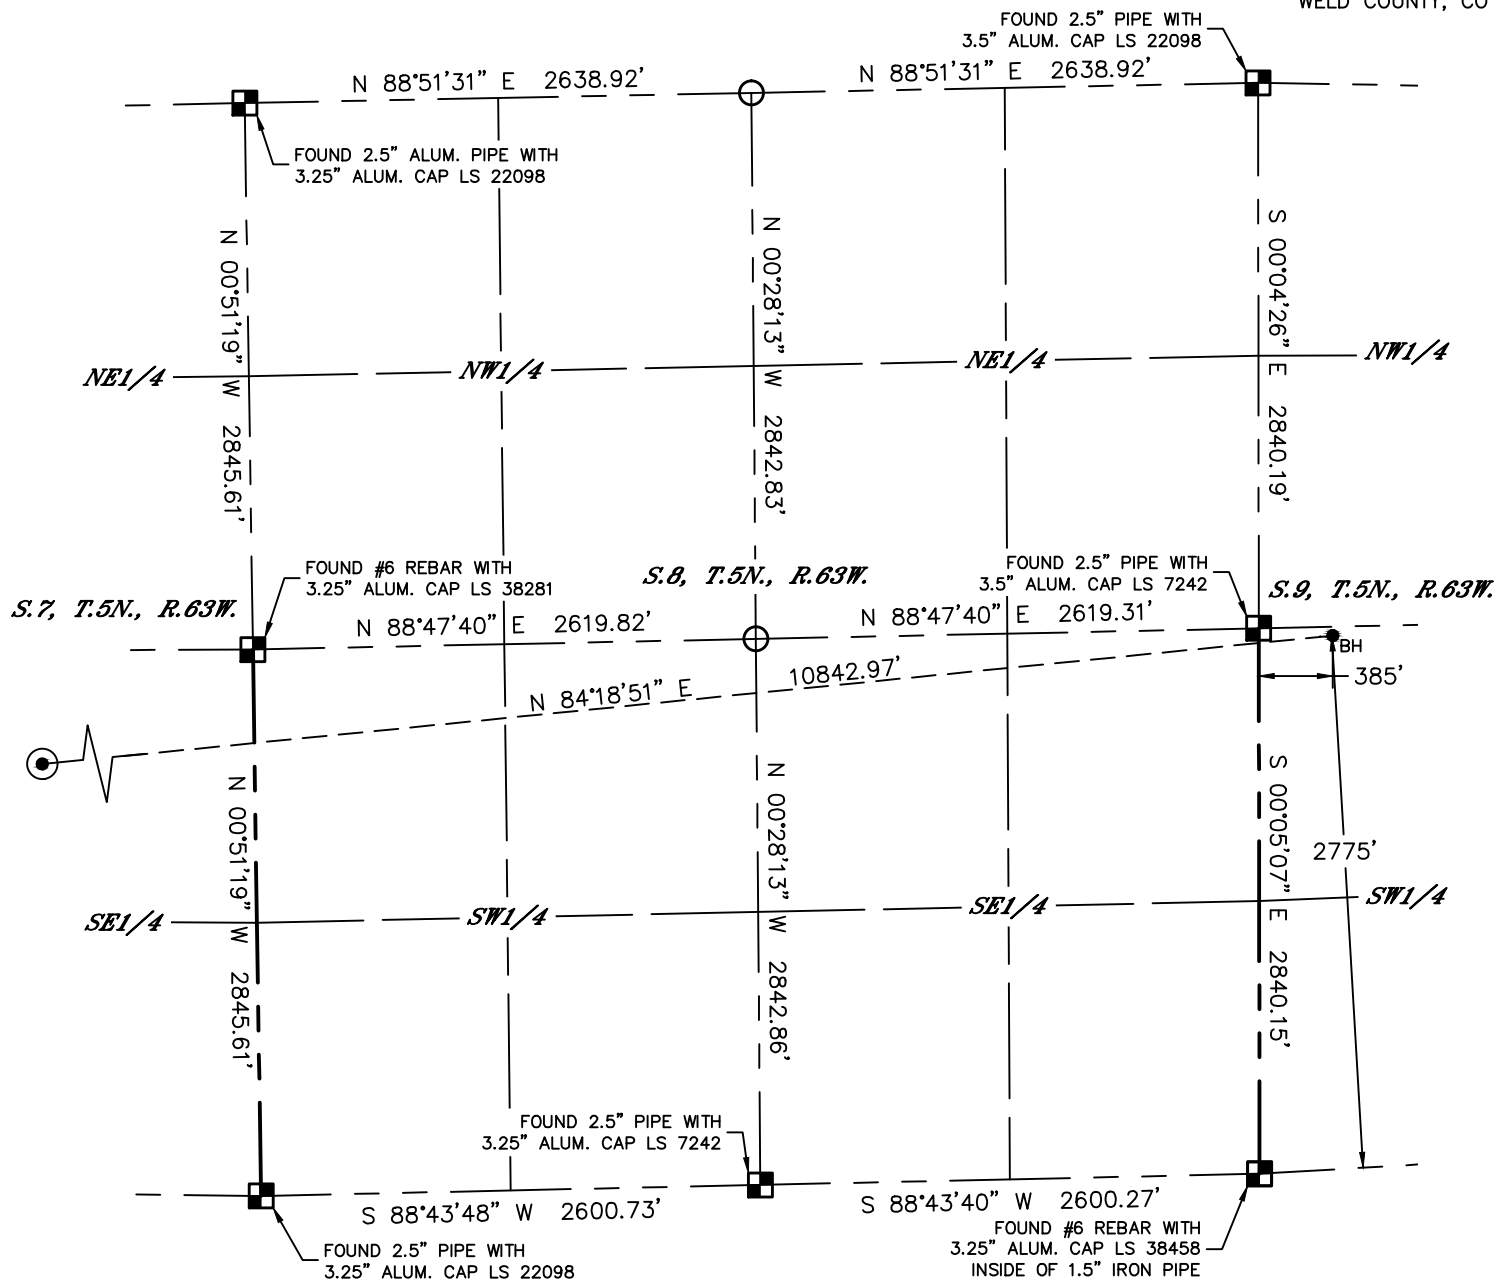 WELD COUNTY, CO
FOUND 2.5" PIPE WITH
3.5" ALUM. CAP LS 22098
N 88°51'31" E 2638.92'
N 88°51'31" E 2638.92'
FOUND 2.5" ALUM. PIPE WITH
3.25" ALUM. CAP LS 22098
N 00°51'19" W 2845.61'
N 00°28'13" W 2842.83'
S 00°04'26" E 2840.19'
NE1/4
NW1/4
NE1/4
NW1/4
FOUND #6 REBAR WITH
3.25" ALUM. CAP LS 38281
FOUND 2.5" PIPE WITH
3.5" ALUM. CAP LS 7242
S.7, T.5N., R.63W.
S.8, T.5N., R.63W.
S.9, T.5N., R.63W.
N 88°47'40" E 2619.82'
N 88°47'40" E 2619.31'
BH
385'
N 84°18'51" E 10842.97'
N 00°51'19" W 2845.61'
N 00°28'13" W 2842.86'
S 00°05'07" E 2840.15'
2775'
SE1/4
SW1/4
SE1/4
SW1/4
FOUND 2.5" PIPE WITH
3.25" ALUM. CAP LS 7242
S 88°43'48" W 2600.73'
S 88°43'40" W 2600.27'
FOUND 2.5" PIPE WITH
3.25" ALUM. CAP LS 22098
FOUND #6 REBAR WITH
3.25" ALUM. CAP LS 38458
INSIDE OF 1.5" IRON PIPE